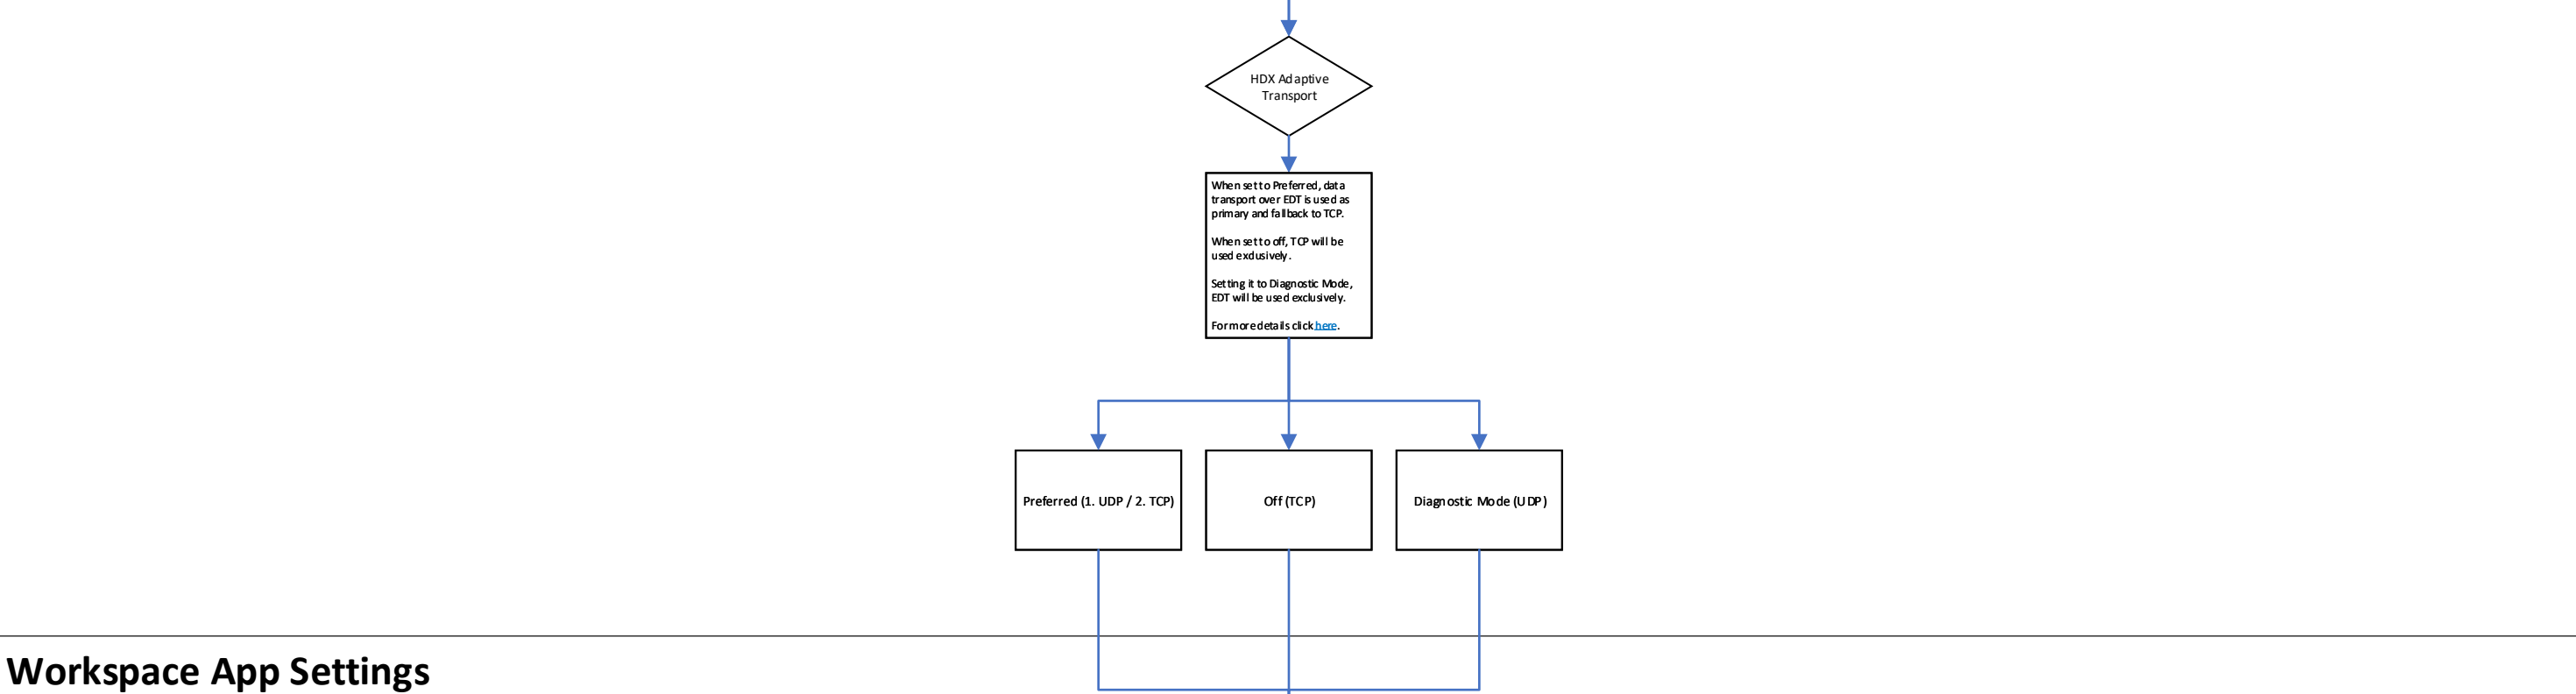 HDX Adaptive
Transport
When set to Preferred, data
transport over EDT is used as
primary and fallback to TCP.
When set to off, TCP will be
used exclusively.
Setting it to Diagnostic Mode,
EDT will be used exclusively.
For more details click here.
Preferred (1. UDP / 2. TCP)
Off (TCP)
Diagnostic Mode (UDP)
Workspace App Settings